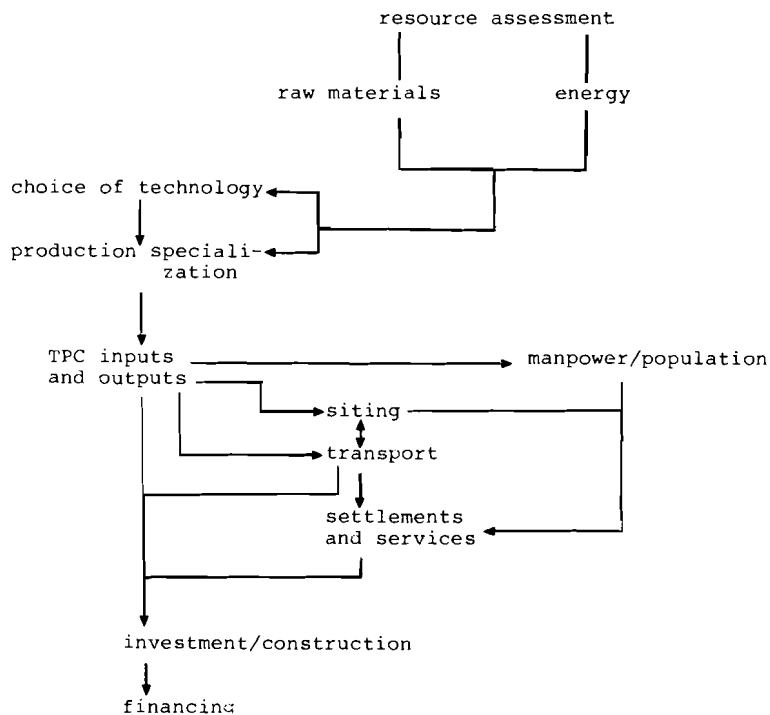 resource assessment
raw materials energy
choice of technology
production speciali-
zation
TPC inputs
and outputs
manpower/population
siting
transport
settlements
and services
investment/construction
financing